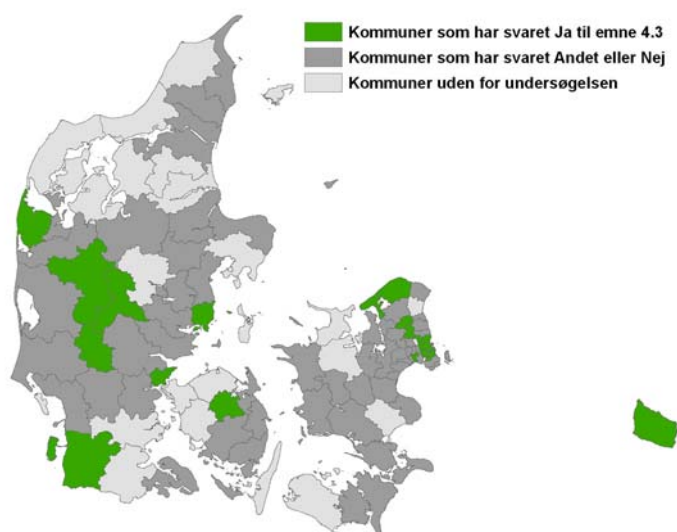 Kommuner som har svaret Ja til emne 4.3
Kommuner som har svaret Andet eller Nej
Kommuner uden for undersøgelsen